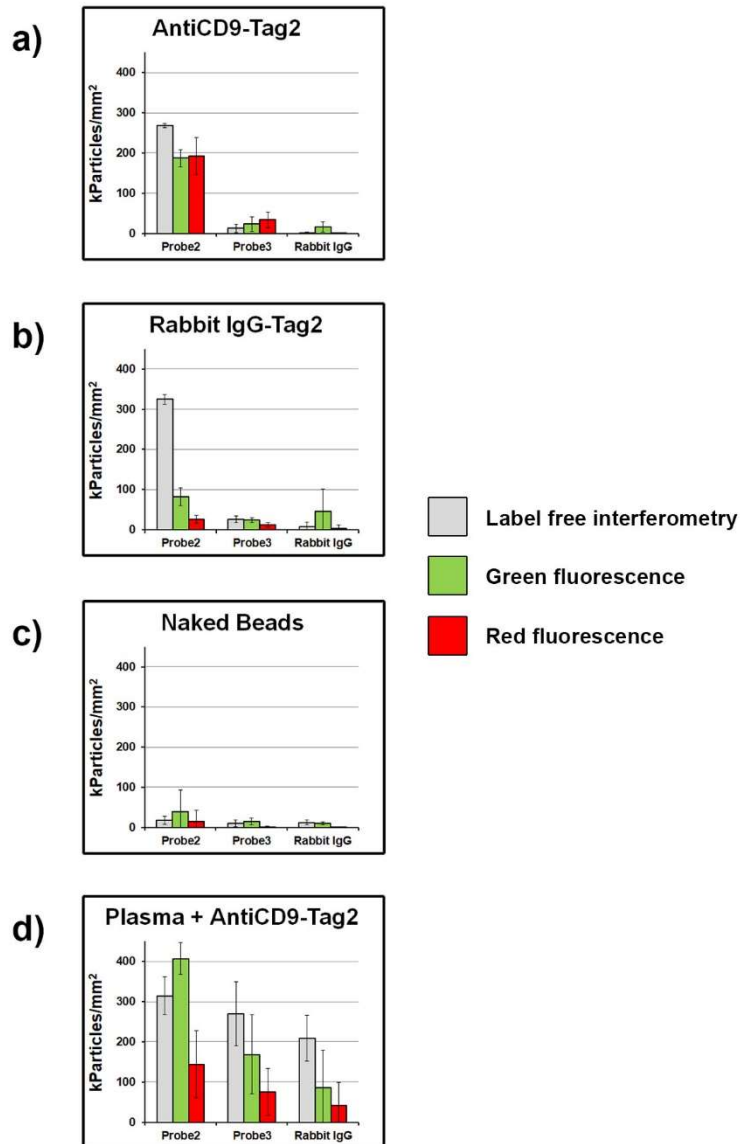 a)
AntiCD9-Tag2
kParticles/mm²
400
300
200
100
0
Probe2 Probe3 Rabbit IgG
b)
Rabbit IgG-Tag2
kParticles/mm²
400
300
200
100
0
Probe2 Probe3 Rabbit IgG
Label free interferometry
Green fluorescence
Red fluorescence
c)
Naked Beads
kParticles/mm²
400
300
200
100
0
Probe2 Probe3 Rabbit IgG
d)
Plasma + AntiCD9-Tag2
kParticles/mm²
400
300
200
100
0
Probe2 Probe3 Rabbit IgG